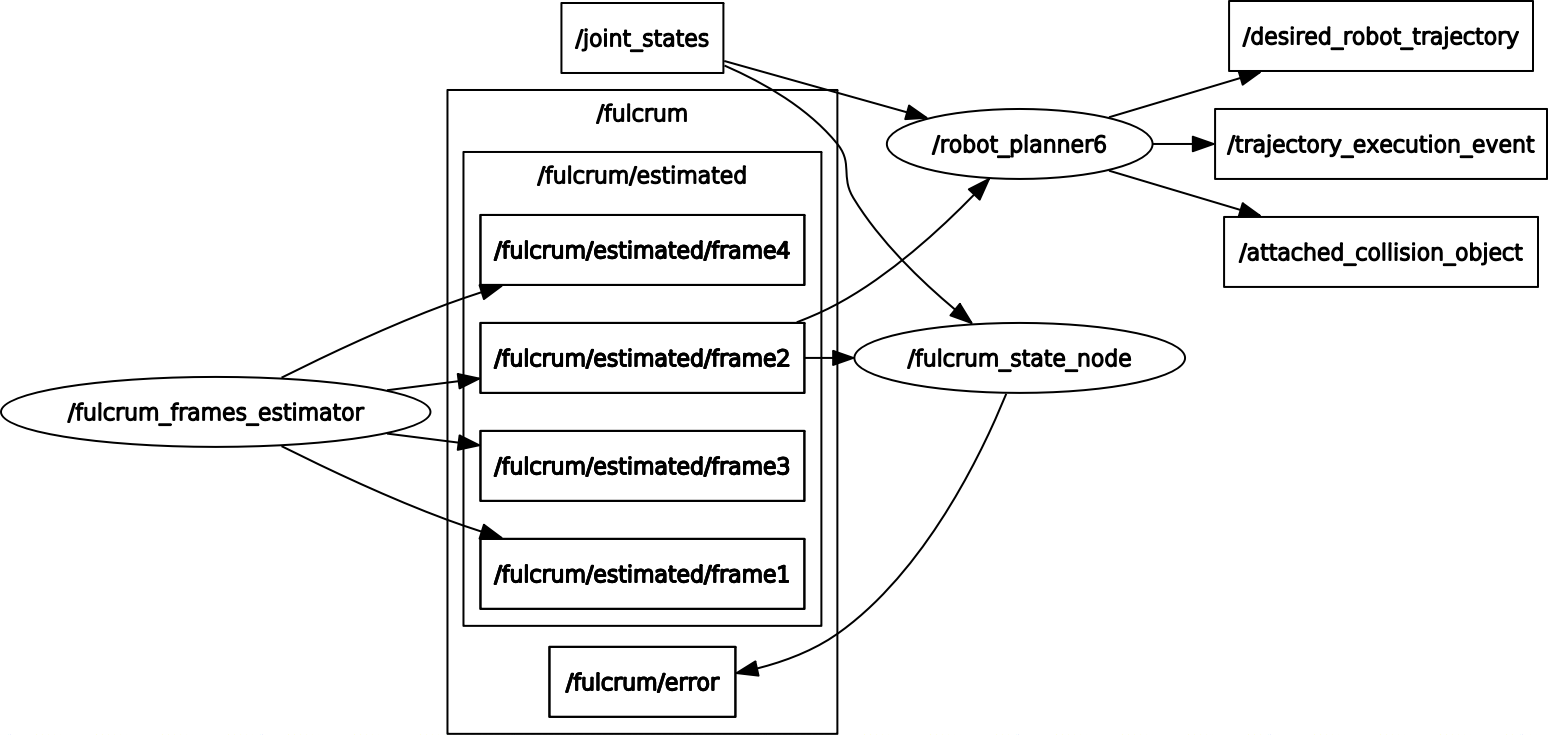 /joint_states
/desired_robot_trajectory
/fulcrum
/robot_planner6
/trajectory_execution_event
/fulcrum/estimated
/fulcrum/estimated/frame4
/attached_collision_object
/fulcrum/estimated/frame2
/fulcrum_state_node
/fulcrum_frames_estimator
/fulcrum/estimated/frame3
/fulcrum/estimated/frame1
/fulcrum/error